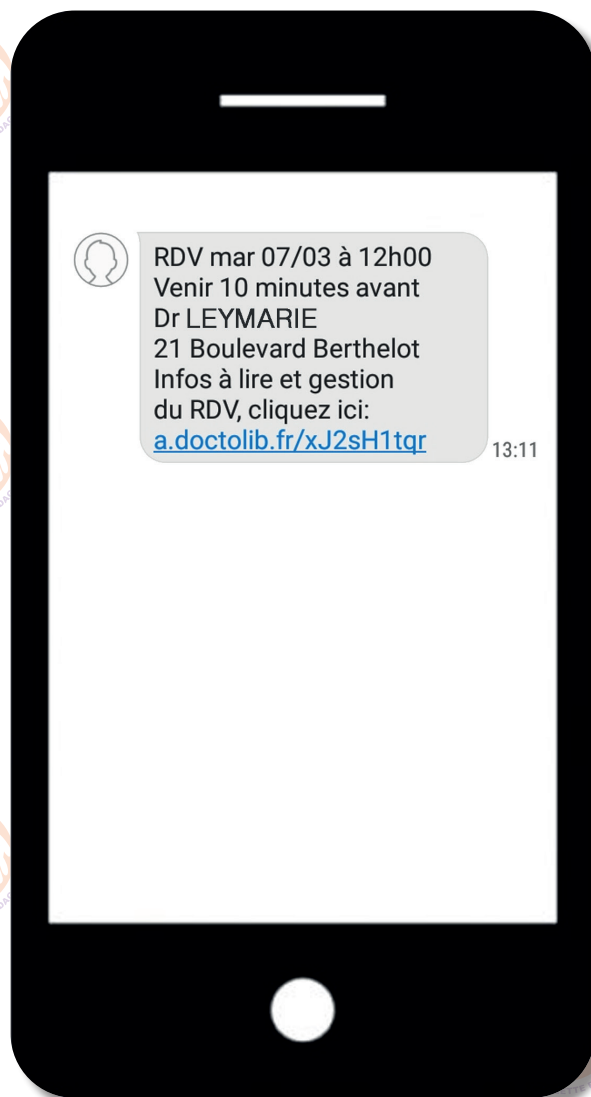 RDV mar 07/03 à 12h00
Venir 10 minutes avant
Dr LEYMARIE
21 Boulevard Berthelot
Infos à lire et gestion
du RDV, cliquez ici:
a.doctolib.fr/xJ2sH1tqr
13:11